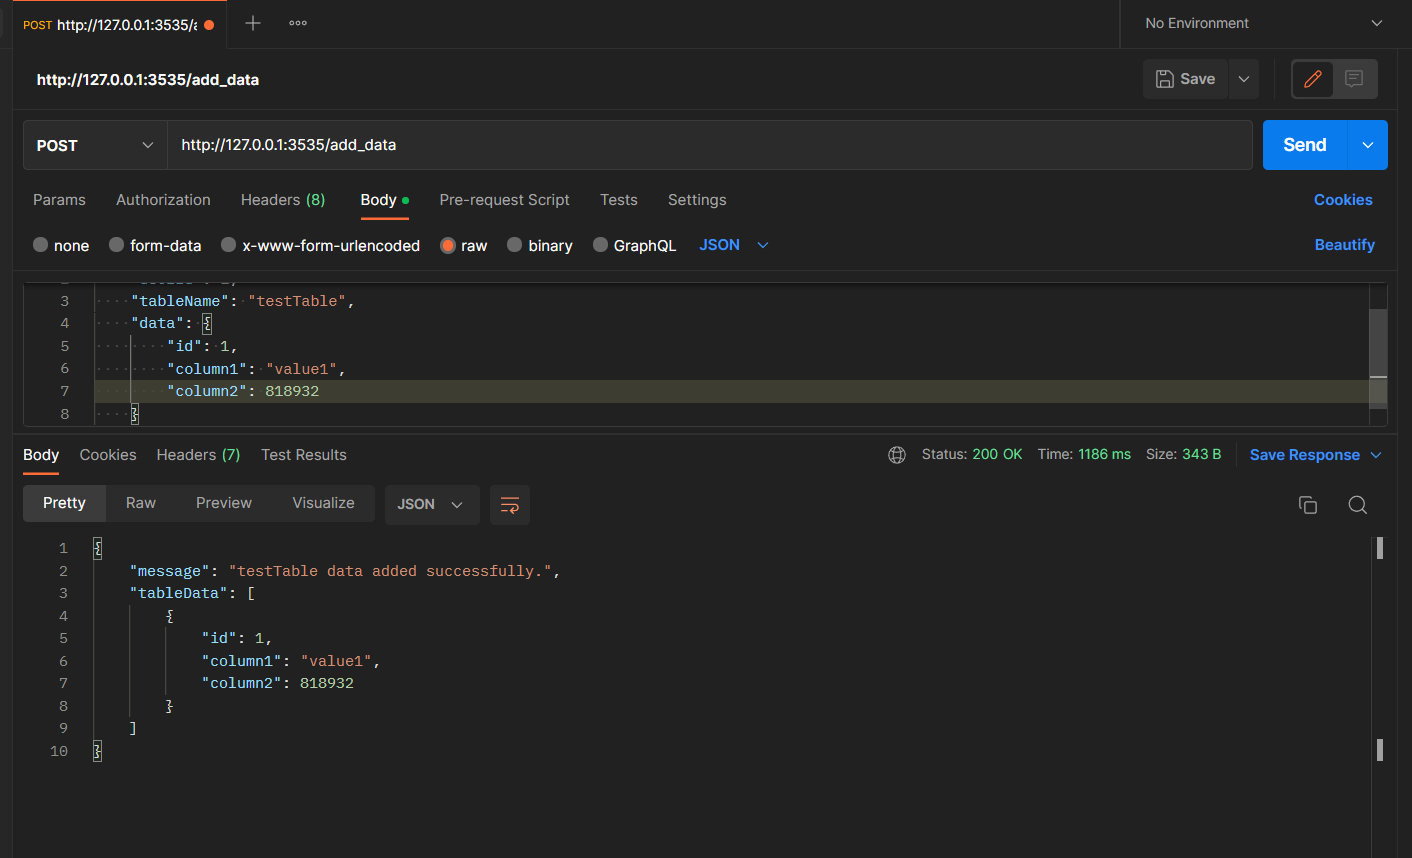 POST http://127.0.0.1:3535/a
No Environment
http://127.0.0.1:3535/add_data
Save
POST http://127.0.0.1:3535/add_data Send
Params Authorization Headers (8) Body Pre-request Script Tests Settings Cookies
none form-data x-www-form-urlencoded raw binary GraphQL JSON Beautify
3 "tableName": "testTable",
4 "data": {
5 "id": 1,
6 "column1": "value1",
7 "column2": 818932
8 }
Body Cookies Headers (7) Test Results Status: 200 OK Time: 1186 ms Size: 343 B Save Response
Pretty Raw Preview Visualize JSON
1 {
2 "message": "testTable data added successfully.",
3 "tableData": [
4 {
5 "id": 1,
6 "column1": "value1",
7 "column2": 818932
8 }
9 ]
10 }